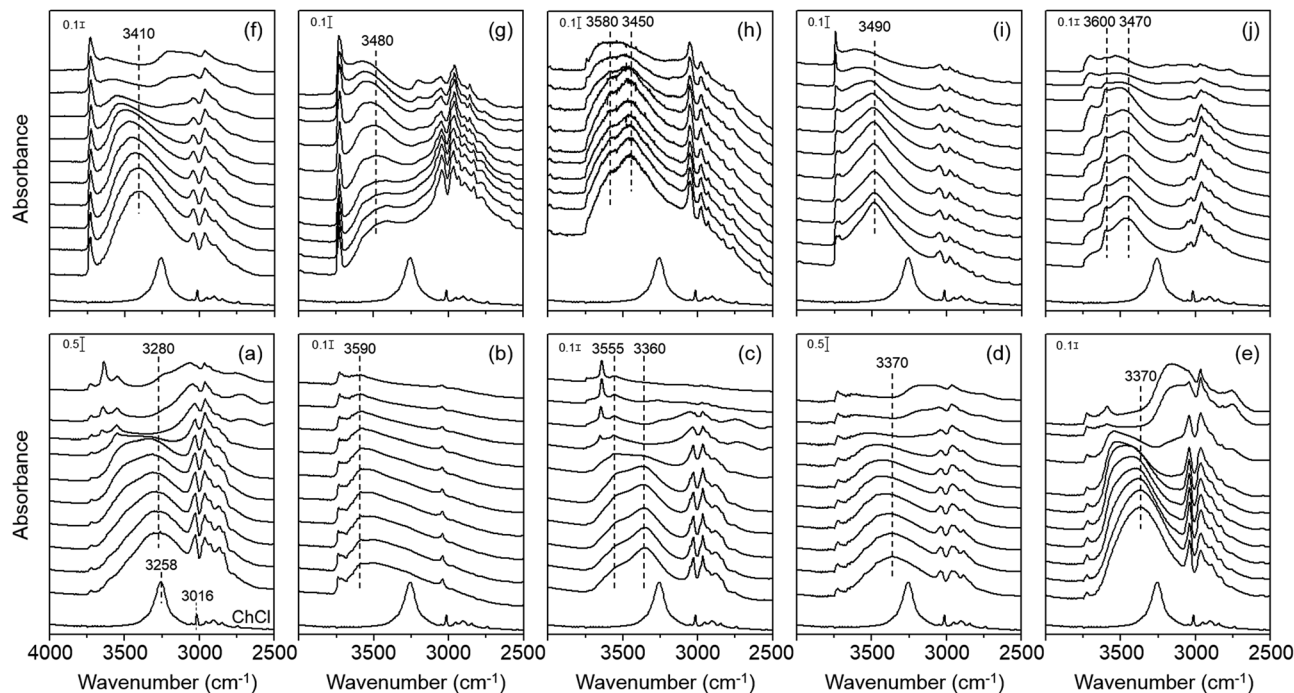 0.1 3410 (f)
0.1 3480 (g)
0.1 3580 3450 (h)
0.1 3490 (i)
0.1 3600 3470 (j)
Absorbance
0.5 3280 (a)
0.1 3590 (b)
0.1 3555 3360 (c)
0.5 3370 (d)
0.1 3370 (e)
Absorbance
3258
3016
ChCl
4000 3500 3000 2500
3500 3000 2500
3500 3000 2500
3500 3000 2500
3500 3000 2500
Wavenumber (cm⁻¹)
Wavenumber (cm⁻¹)
Wavenumber (cm⁻¹)
Wavenumber (cm⁻¹)
Wavenumber (cm⁻¹)